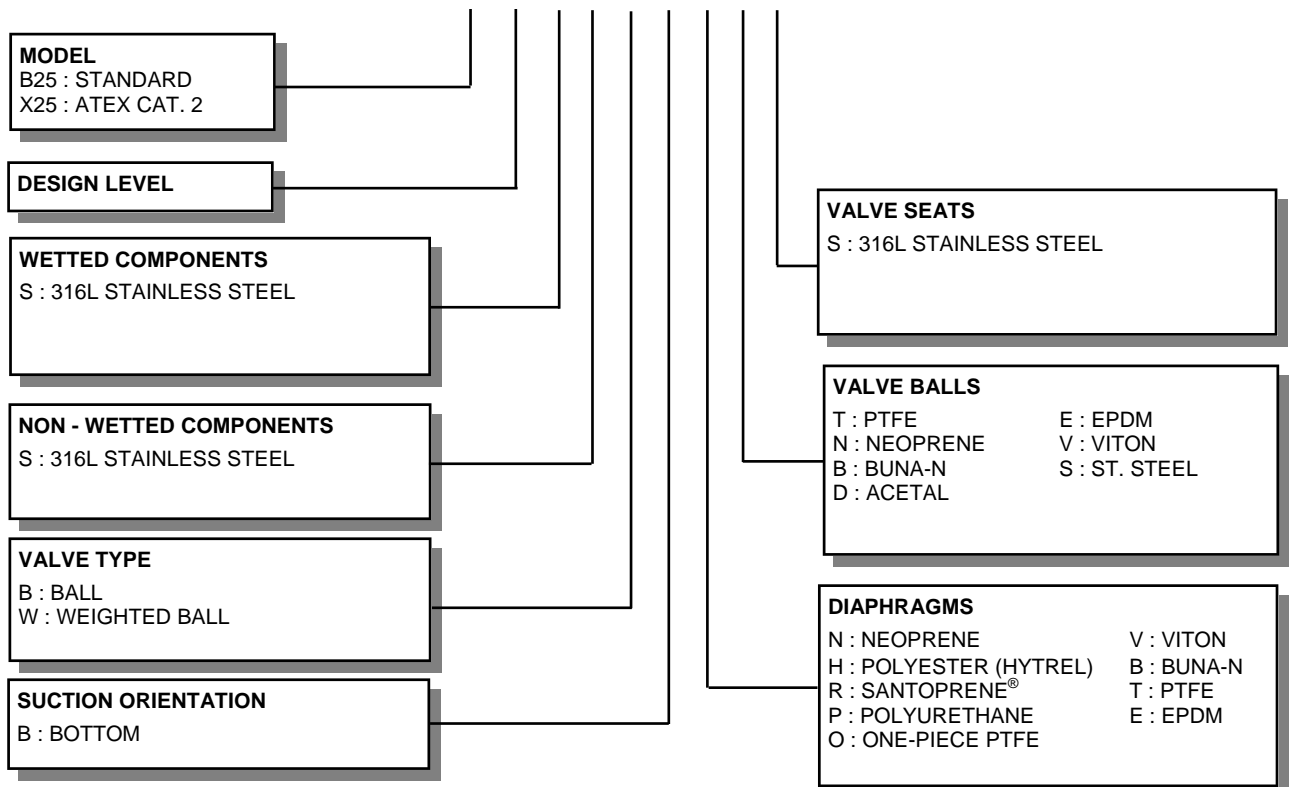 MODEL
B25 : STANDARD
X25 : ATEX CAT. 2
DESIGN LEVEL
WETTED COMPONENTS
S : 316L STAINLESS STEEL
NON - WETTED COMPONENTS
S : 316L STAINLESS STEEL
VALVE TYPE
B : BALL
W : WEIGHTED BALL
SUCTION ORIENTATION
B : BOTTOM
VALVE SEATS
S : 316L STAINLESS STEEL
VALVE BALLS
T : PTFE E : EPDM
N : NEOPRENE V : VITON
B : BUNA-N S : ST. STEEL
D : ACETAL
DIAPHRAGMS
N : NEOPRENE V : VITON
H : POLYESTER (HYTREL) B : BUNA-N
R : SANTOPRENE® T : PTFE
P : POLYURETHANE E : EPDM
O : ONE-PIECE PTFE